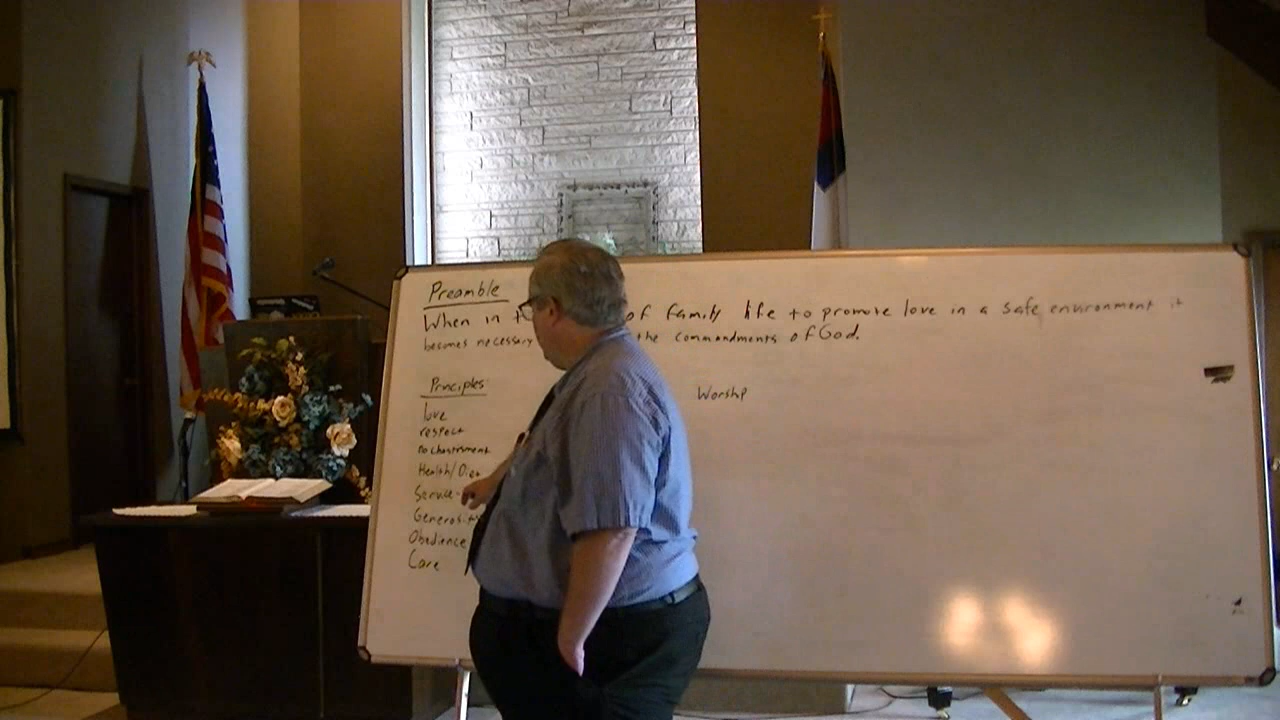 Preamble
When in of family life to promote love in a safe environment it
becomes necessary the commandments of God.
Principles
Worship
love
respect
no chastisement
Health/Diet
Service
Generosity
Obedience
Care